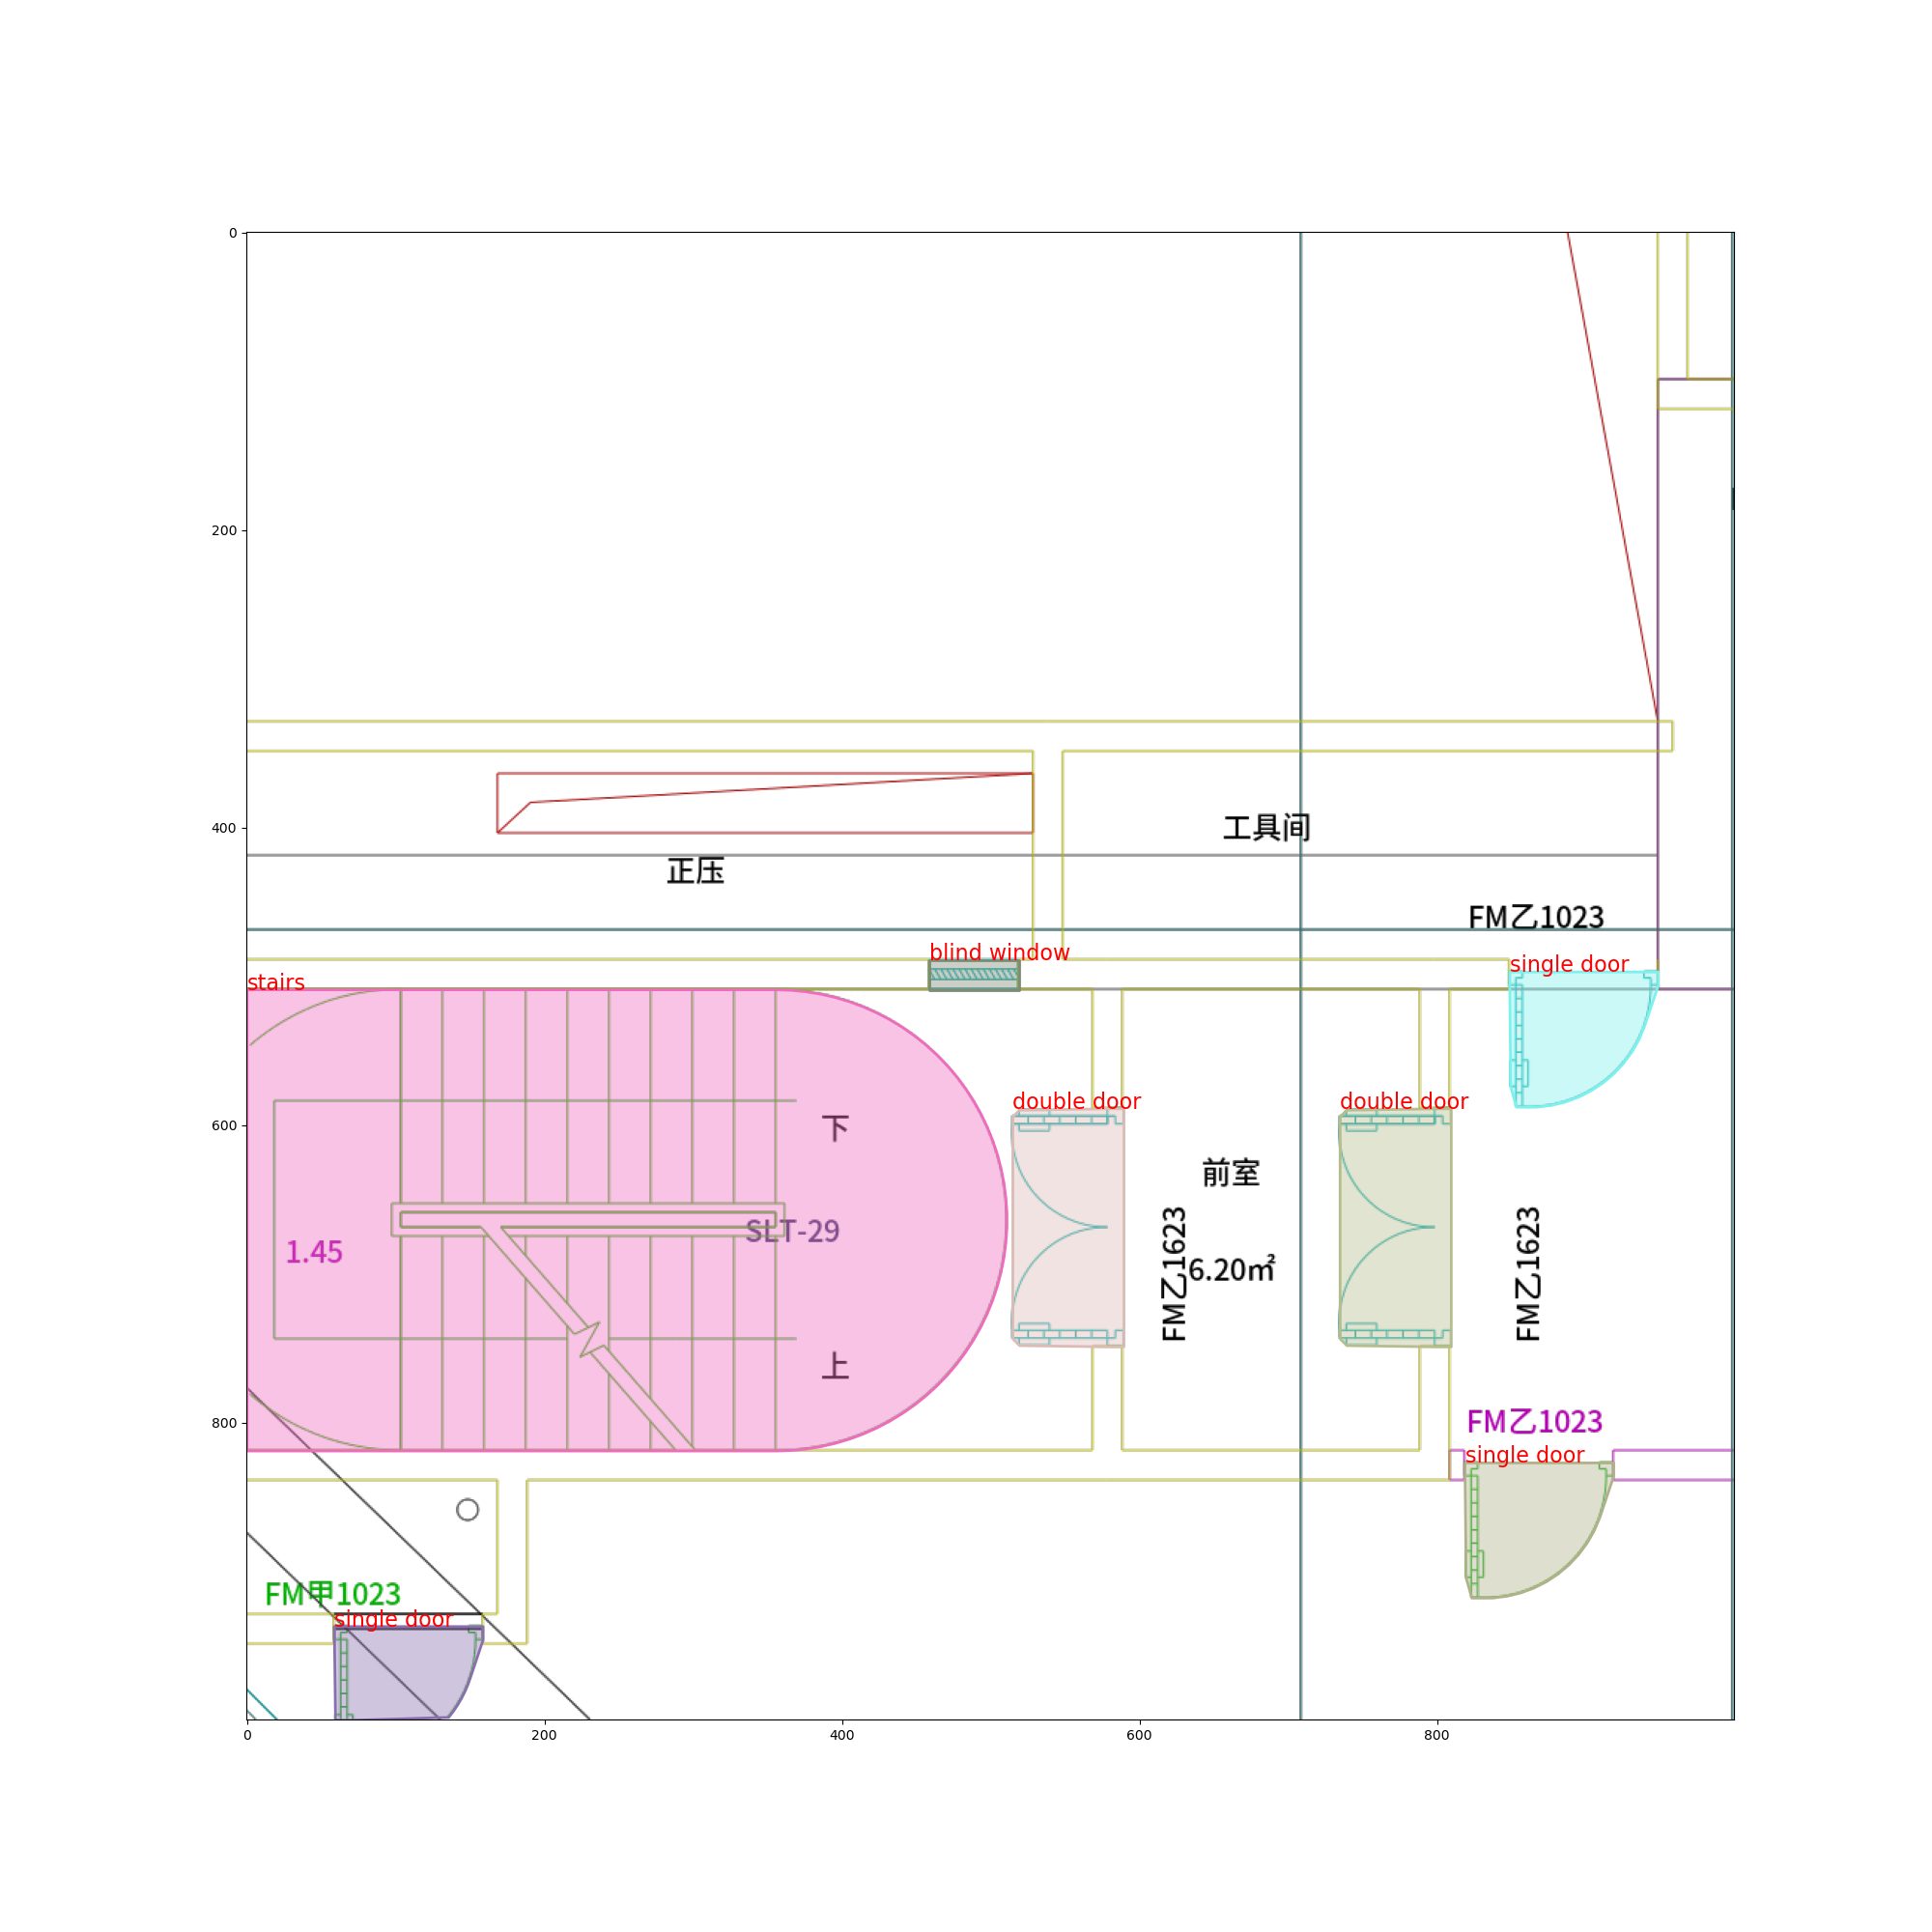 0
200
400
工具间
正压
FM乙1023
blind window
single door
stairs
double door
double door
600
下
前室
SLT-29
1.45
6.20㎡
FM乙1623
FM乙1623
上
800
FM乙1023
single door
FM甲1023
single door
0
200
400
600
800